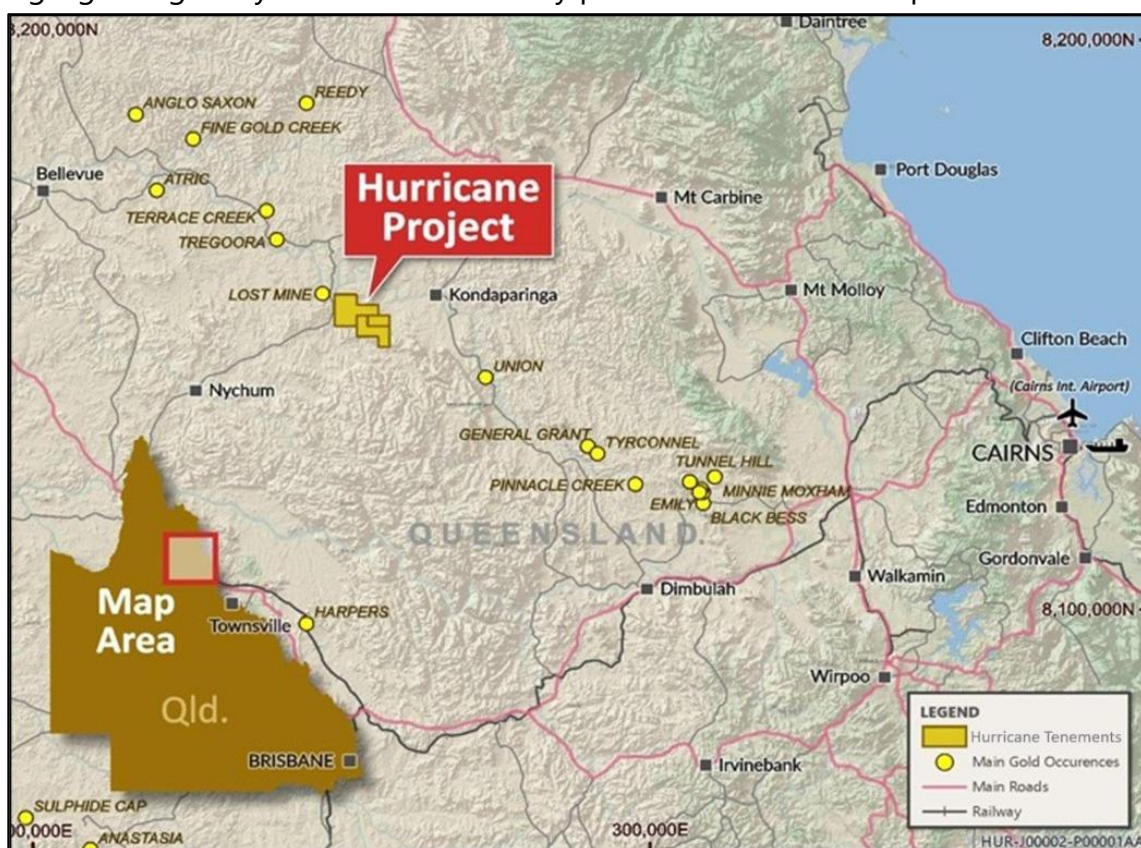 8,200,000N
Daintree
8,200,000N
REEDY
ANGLO SAXON
FINE GOLD CREEK
Bellevue
ATRIC
Port Douglas
Hurricane
Project
Mt Carbine
TERRACE CREEK
TREGOORA
LOST MINE
Kondaparinga
Mt Molloy
Clifton Beach
UNION
Nychum
(Cairns Int. Airport)
GENERAL GRANT
TYRCONNEL
CAIRNS
TUNNEL HILL
PINNACLE CREEK
MINNIE MOXHAM
EMILY
BLACK BESS
Edmonton
QUEENSLAND
Gordonvale
Walkamin
Dimbulah
Map
Area
Townsville
HARPERS
8,100,000N
Wirpoo
Qld.
LEGEND
Hurricane Tenements
Main Gold Occurences
Main Roads
Railway
BRISBANE
Irvinebank
SULPHIDE CAP
ANASTASIA
300,000E